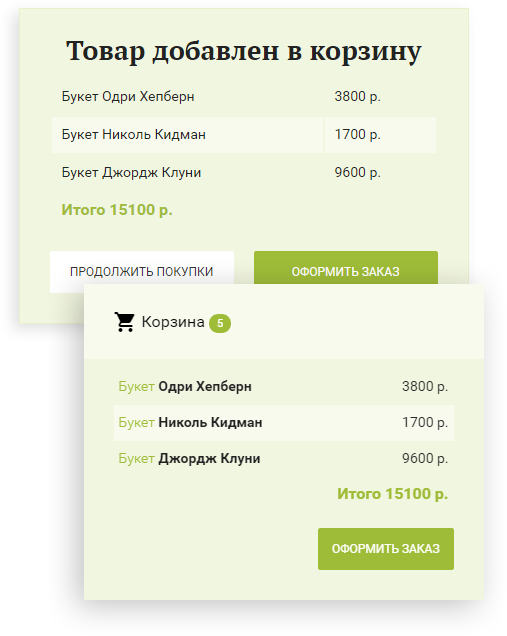 Товар добавлен в корзину
Букет Одри Хепберн 3800 р.
Букет Николь Кидман 1700 р.
Букет Джордж Клуни 9600 р.
Итого 15100 р.
ПРОДОЛЖИТЬ ПОКУПКИ ОФОРМИТЬ ЗАКАЗ
Корзина 5
Букет Одри Хепберн 3800 р.
Букет Николь Кидман 1700 р.
Букет Джордж Клуни 9600 р.
Итого 15100 р.
ОФОРМИТЬ ЗАКАЗ